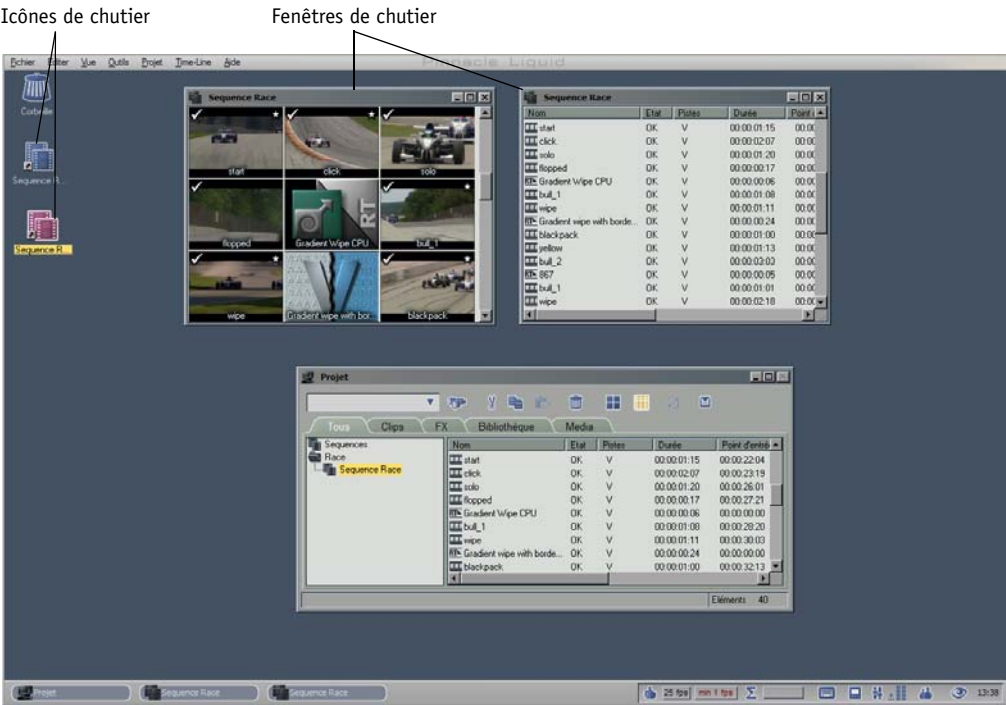 Icônes de chutier
Fenêtres de chutier
Fichier Editer Vue Outils Projet Time-Line Aide
Pinnacle Liquid
Corbeille
Sequence R...
Sequence R...
Sequence Race
start click solo
flopped Gradient Wipe CPU bull_1
wipe Gradient wipe with bor... blackpack
Sequence Race
Nom Etat Pistes Durée Point
start OK V 00:00:01:15
click OK V 00:00:02:07
solo OK V 00:00:01:20
flopped OK V 00:00:00:17
Gradient Wipe CPU OK V 00:00:00:06
bull_1 OK V 00:00:01:08
wipe OK V 00:00:01:11
Gradient wipe with borde... OK V 00:00:00:24
blackpack OK V 00:00:01:00
yellow OK V 00:00:01:13
bull_2 OK V 00:00:03:03
867 OK V 00:00:00:05
bull_1 OK V 00:00:01:01
wipe OK V 00:00:02:18
Projet
Tous Clips FX Bibliothèque Media
Sequences
Race
Sequence Race
Nom Etat Pistes Durée Point d'entré
start OK V 00:00:01:15 00:00:22:04
click OK V 00:00:02:07 00:00:23:19
solo OK V 00:00:01:20 00:00:26:01
flopped OK V 00:00:00:17 00:00:27:21
Gradient Wipe CPU OK V 00:00:00:06 00:00:00:00
bull_1 OK V 00:00:01:08 00:00:28:20
wipe OK V 00:00:01:11 00:00:30:03
Gradient wipe with borde... OK V 00:00:00:24 00:00:00:00
blackpack OK V 00:00:01:00 00:00:32:13
Eléments 40
Projet Sequence Race Sequence Race
25 fps min 1 fps Σ 13:38